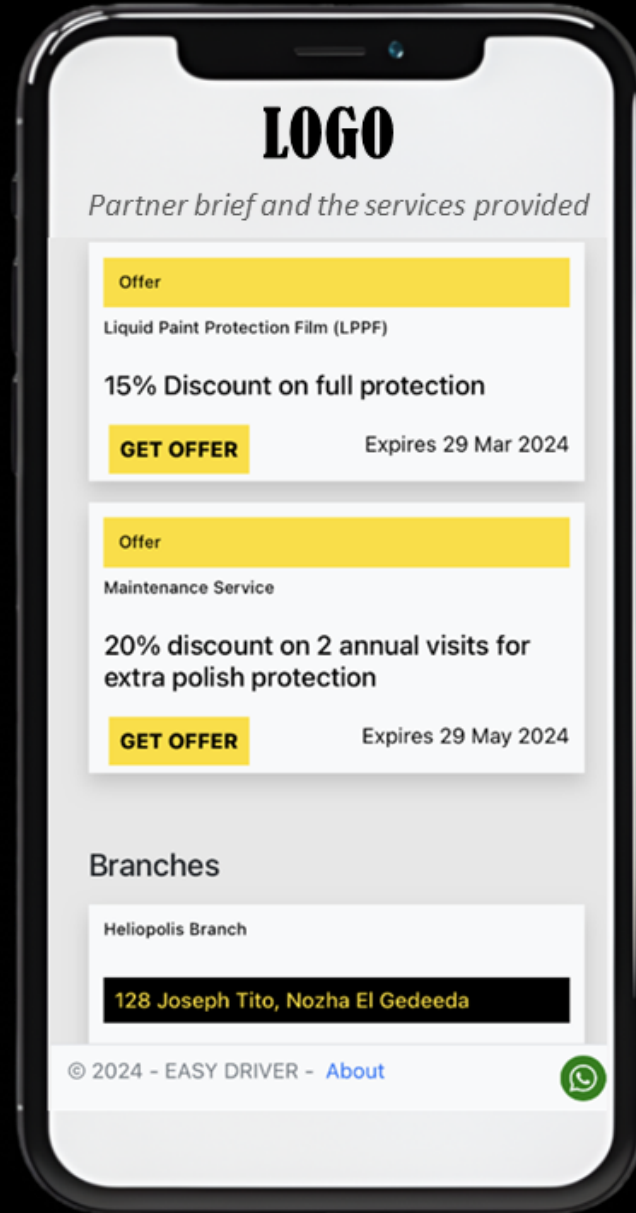 LOGO
Partner brief and the services provided
Offer
Liquid Paint Protection Film (LPPF)
15% Discount on full protection
GET OFFER
Expires 29 Mar 2024
Offer
Maintenance Service
20% discount on 2 annual visits for
extra polish protection
GET OFFER
Expires 29 May 2024
Branches
Heliopolis Branch
128 Joseph Tito, Nozha El Gedeeda
© 2024 - EASY DRIVER - About